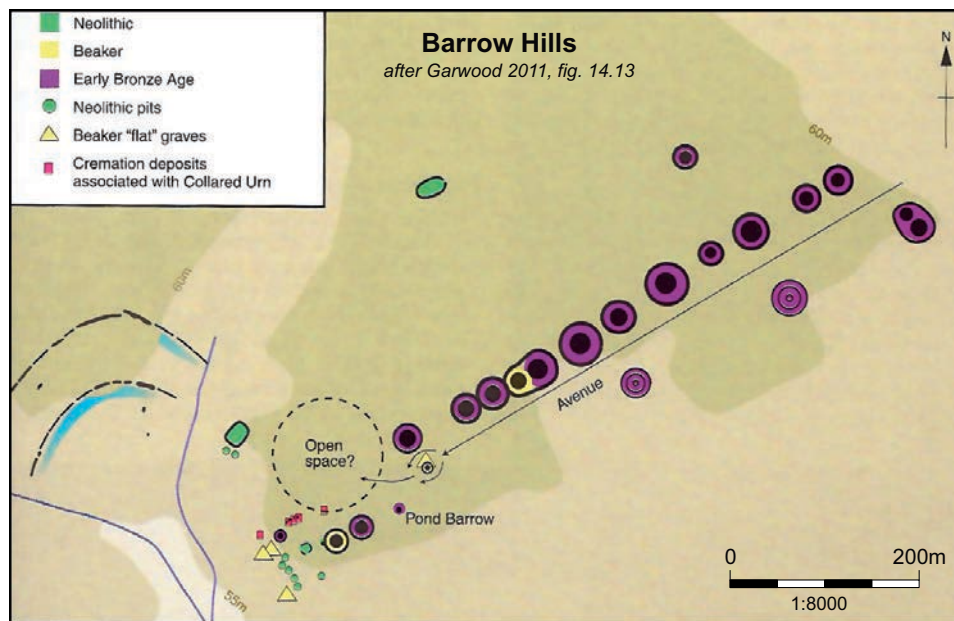 Neolithic
Beaker
Early Bronze Age
Neolithic pits
Beaker "flat" graves
Cremation deposits
associated with Collared Urn
Barrow Hills
after Garwood 2011, fig. 14.13
N
60m
60m
Avenue
Open
space?
Pond Barrow
55m
0 200m
1:8000